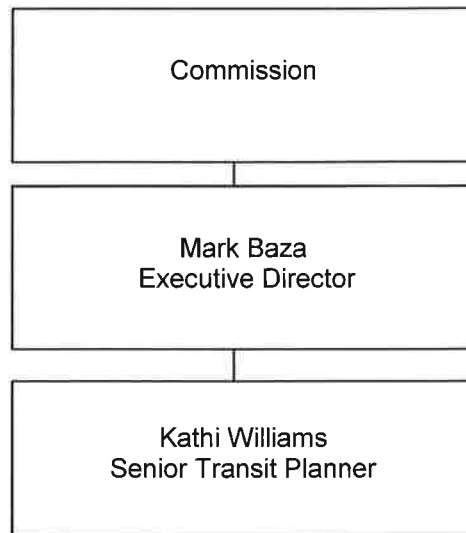 Commission
Mark Baza
Executive Director
Kathi Williams
Senior Transit Planner